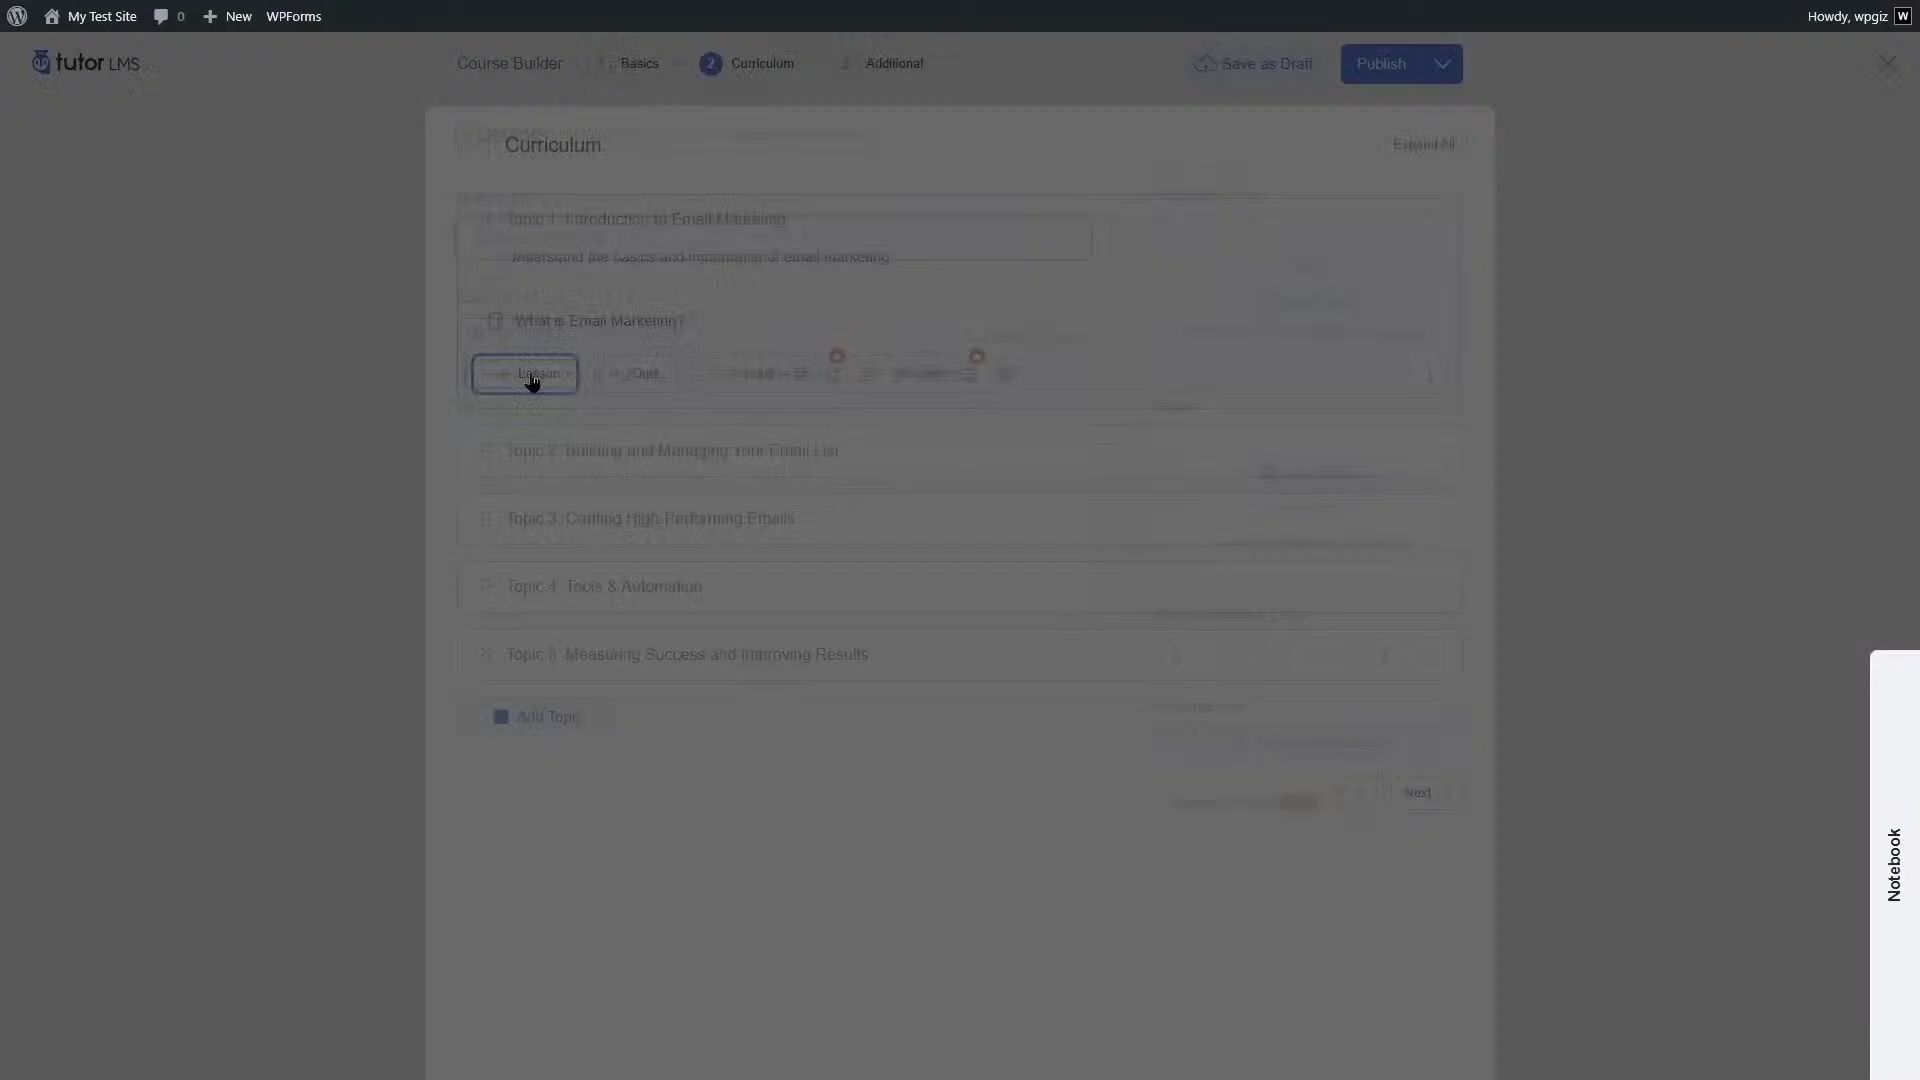 My Test Site 0 New WPForms Howdy, wpgiz W
tutor LMS Course Builder Basics 2 Curriculum Additional Save as Draft Publish
Curriculum Expand All
Topic 1: Introduction to Email Marketing
Understand the basics and importance of email marketing
What is Email Marketing?
Lesson Quiz
Topic 2: Building and Managing Your Email List
Topic 3: Crafting High-Performing Emails
Topic 4: Tools & Automation
Topic 5: Measuring Success and Improving Results
Add Topic
Next
Notebook